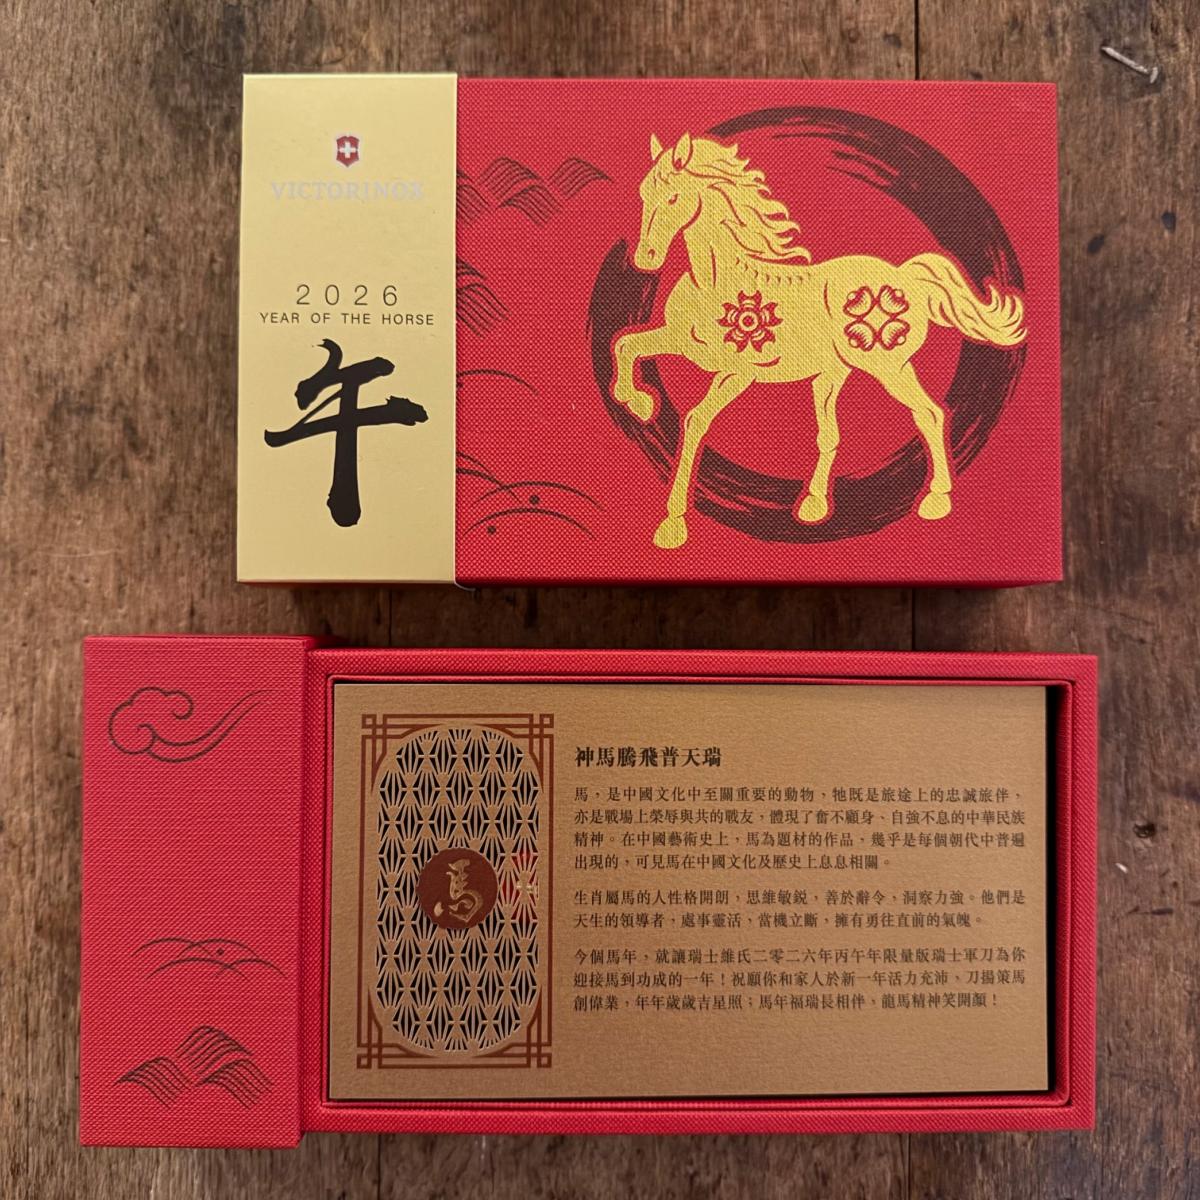 VICTORINOX
2026
YEAR OF THE HORSE
午
神馬騰飛普天瑞
馬，是中國文化中至關重要的動物，牠既是旅途上的忠誠旅伴，
亦是戰場上榮辱與共的戰友，體現了奮不顧身、自強不息的中華民族
精神。在中國藝術史上，馬為題材的作品，幾乎是每個朝代中普遍
出現的，可見馬在中國文化及歷史上息息相關。
生肖屬馬的人性格開朗，思維敏銳，善於辭令，洞察力強。他們是
天生的領導者，處事靈活，當機立斷，擁有勇往直前的氣魄。
今個馬年，就讓瑞士維氏二零二六年丙午年限量版瑞士軍刀為你
迎接馬到功成的一年！祝願你和家人於新一年活力充沛，刀揚策馬
創偉業，年年歲歲吉星照；馬年福瑞長相伴，龍馬精神笑開顏！
馬